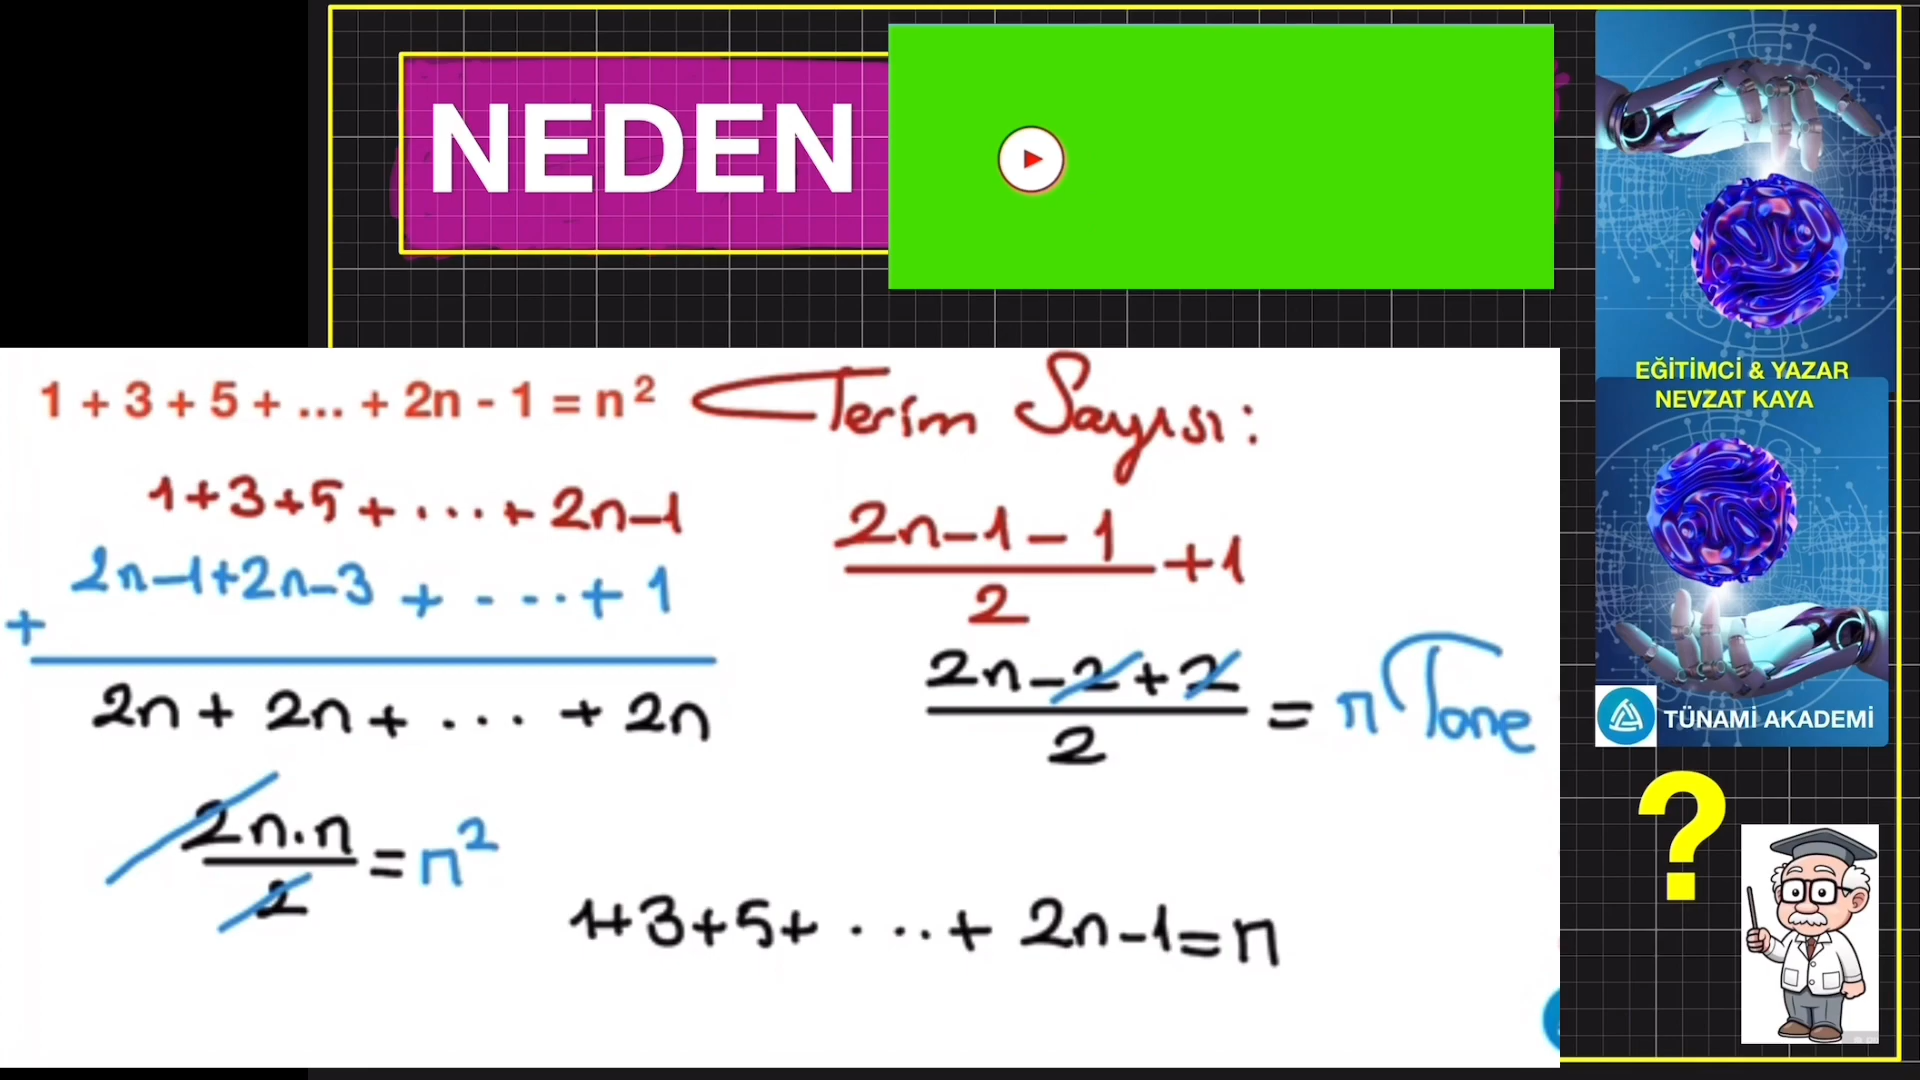 NEDEN
EĞİTİMCİ & YAZAR
NEVZAT KAYA
TÜNAMİ AKADEMİ
?
1 + 3 + 5 + ... + 2n - 1 = n²
Terim Sayısı:
1+3+5+...+2n-1
2n-1+2n-3+....+1
+
2n+2n+...+2n
2n.n/2=n²
2n-1-1/2+1
2n-2+2/2=n Tane
1+3+5+...+2n-1=n